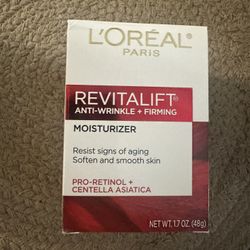 L'ORÉAL
PARIS
REVITALIFT®
ANTI-WRINKLE + FIRMING
MOISTURIZER
Resist signs of aging
Soften and smooth skin
PRO-RETINOL +
CENTELLA ASIATICA
NET WT. 1.7 OZ. (48g)